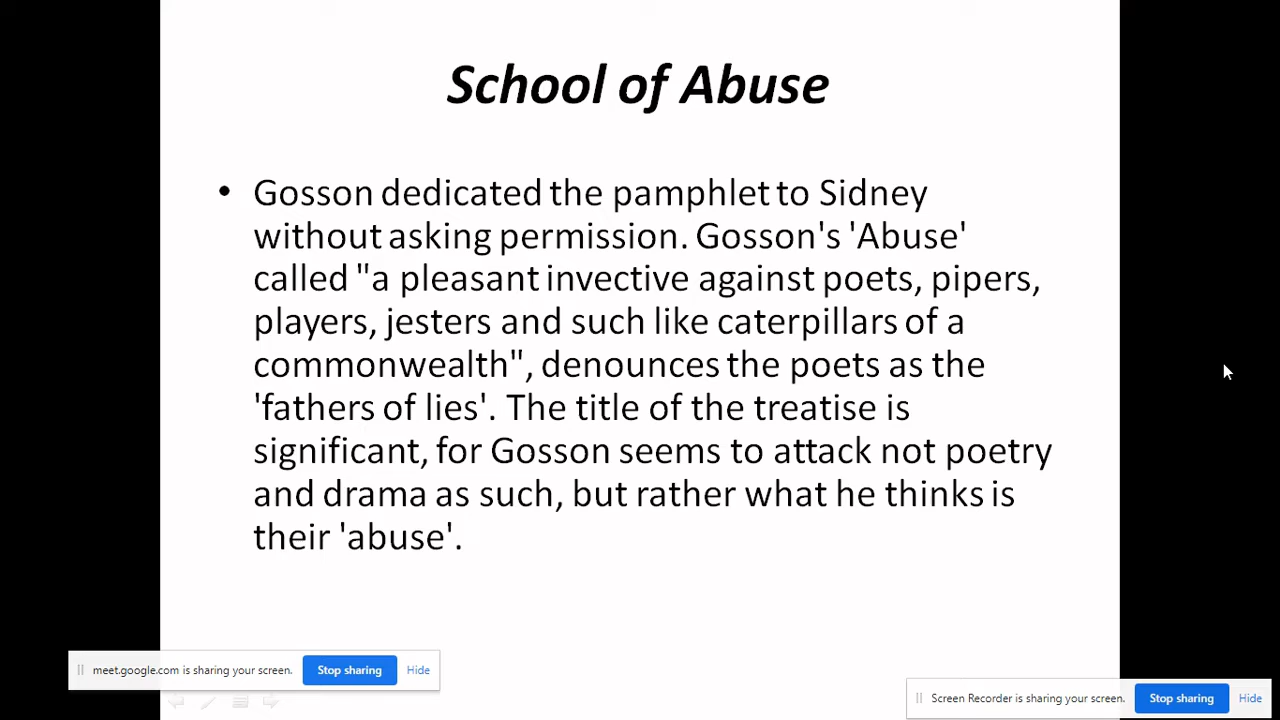 School of Abuse
• Gosson dedicated the pamphlet to Sidney
without asking permission. Gosson's 'Abuse'
called "a pleasant invective against poets, pipers,
players, jesters and such like caterpillars of a
commonwealth", denounces the poets as the
'fathers of lies'. The title of the treatise is
significant, for Gosson seems to attack not poetry
and drama as such, but rather what he thinks is
their 'abuse'.
meet.google.com is sharing your screen. Stop sharing Hide
Screen Recorder is sharing your screen. Stop sharing Hide